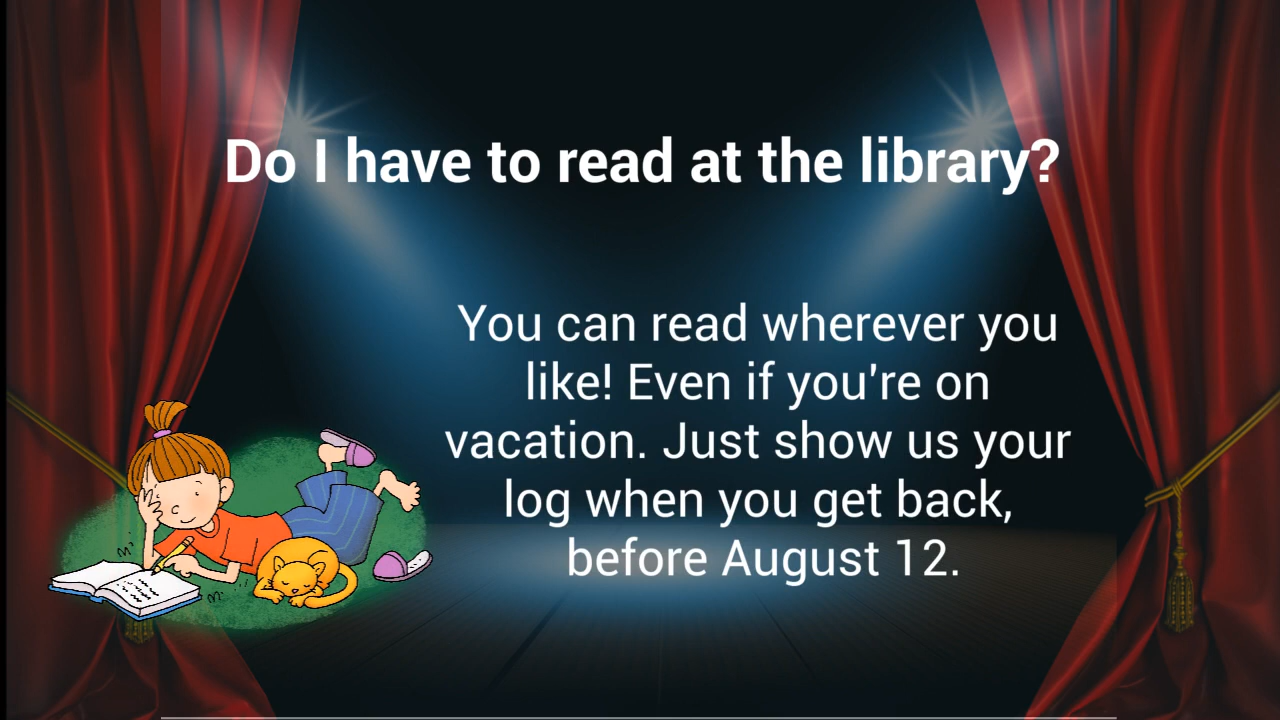 Do I have to read at the library?
You can read wherever you
like! Even if you're on
vacation. Just show us your
log when you get back,
before August 12.